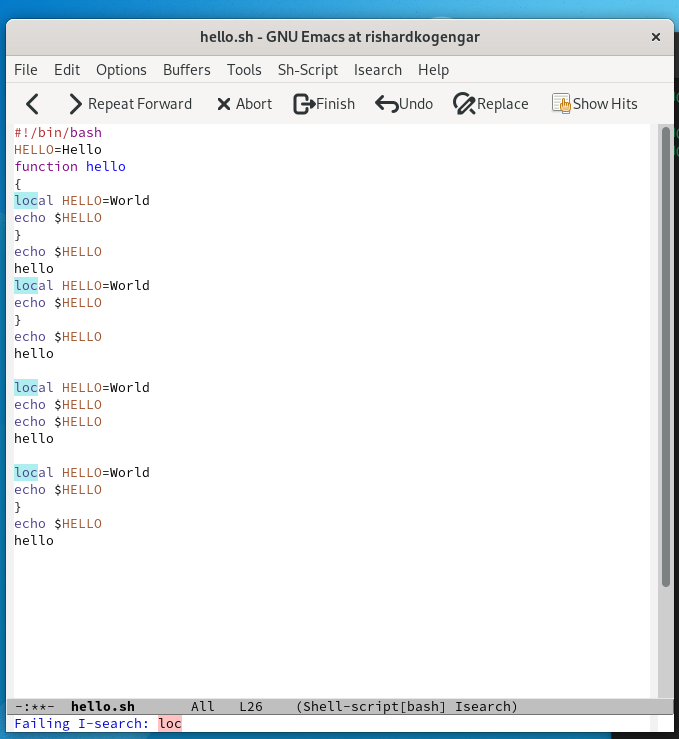 hello.sh - GNU Emacs at rishardkogengar ×
File Edit Options Buffers Tools Sh-Script Isearch Help
Repeat Forward Abort Finish Undo Replace Show Hits
#!/bin/bash
HELLO=Hello
function hello
{
local HELLO=World
echo $HELLO
}
echo $HELLO
hello
local HELLO=World
echo $HELLO
}
echo $HELLO
hello
local HELLO=World
echo $HELLO
echo $HELLO
hello
local HELLO=World
echo $HELLO
}
echo $HELLO
hello
-:**- hello.sh All L26 (Shell-script[bash] Isearch)
Failing I-search: loc